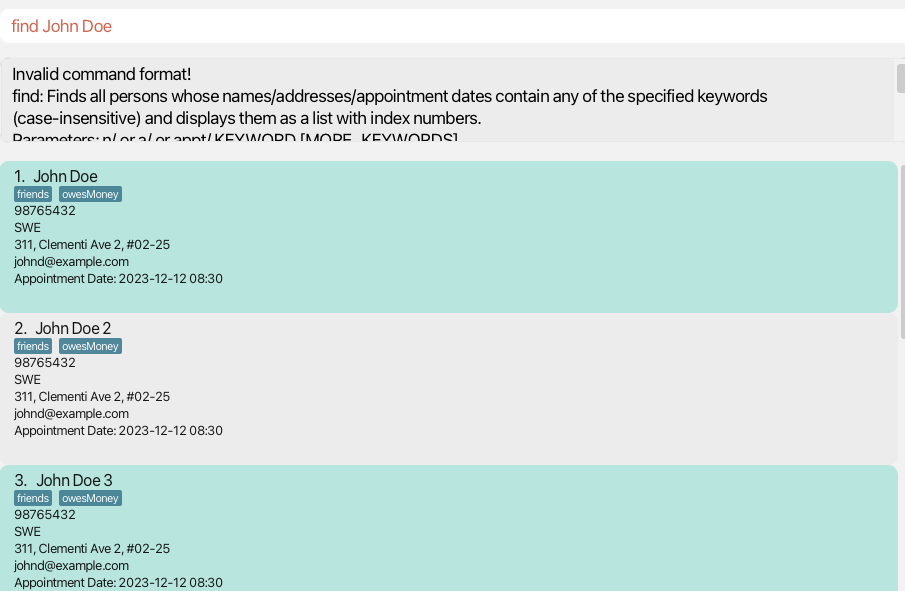 find John Doe
Invalid command format!
find: Finds all persons whose names/addresses/appointment dates contain any of the specified keywords
(case-insensitive) and displays them as a list with index numbers.
Parameters: n/ or a/ or appt/ KEYWORD [MORE_KEYWORDS]
1. John Doe
friends owesMoney
98765432
SWE
311, Clementi Ave 2, #02-25
johnd@example.com
Appointment Date: 2023-12-12 08:30
2. John Doe 2
friends owesMoney
98765432
SWE
311, Clementi Ave 2, #02-25
johnd@example.com
Appointment Date: 2023-12-12 08:30
3. John Doe 3
friends owesMoney
98765432
SWE
311, Clementi Ave 2, #02-25
johnd@example.com
Appointment Date: 2023-12-12 08:30